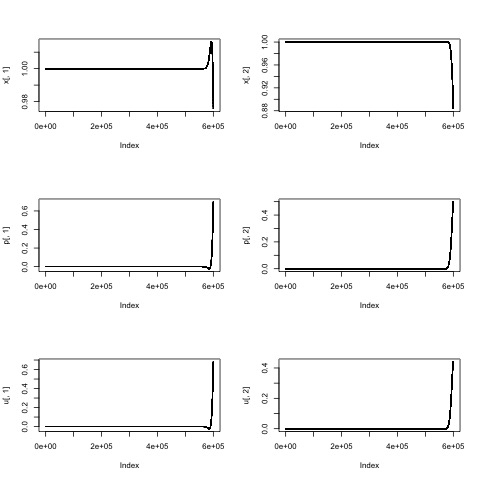 x[, 1]
0.98 1.00
0e+00 2e+05 4e+05 6e+05
Index
x[, 2]
0.88 0.92 0.96 1.00
0e+00 2e+05 4e+05 6e+05
Index
p[, 1]
0.0 0.2 0.4 0.6
0e+00 2e+05 4e+05 6e+05
Index
p[, 2]
0.0 0.2 0.4
0e+00 2e+05 4e+05 6e+05
Index
u[, 1]
0.0 0.2 0.4 0.6
0e+00 2e+05 4e+05 6e+05
Index
u[, 2]
0.0 0.2 0.4
0e+00 2e+05 4e+05 6e+05
Index